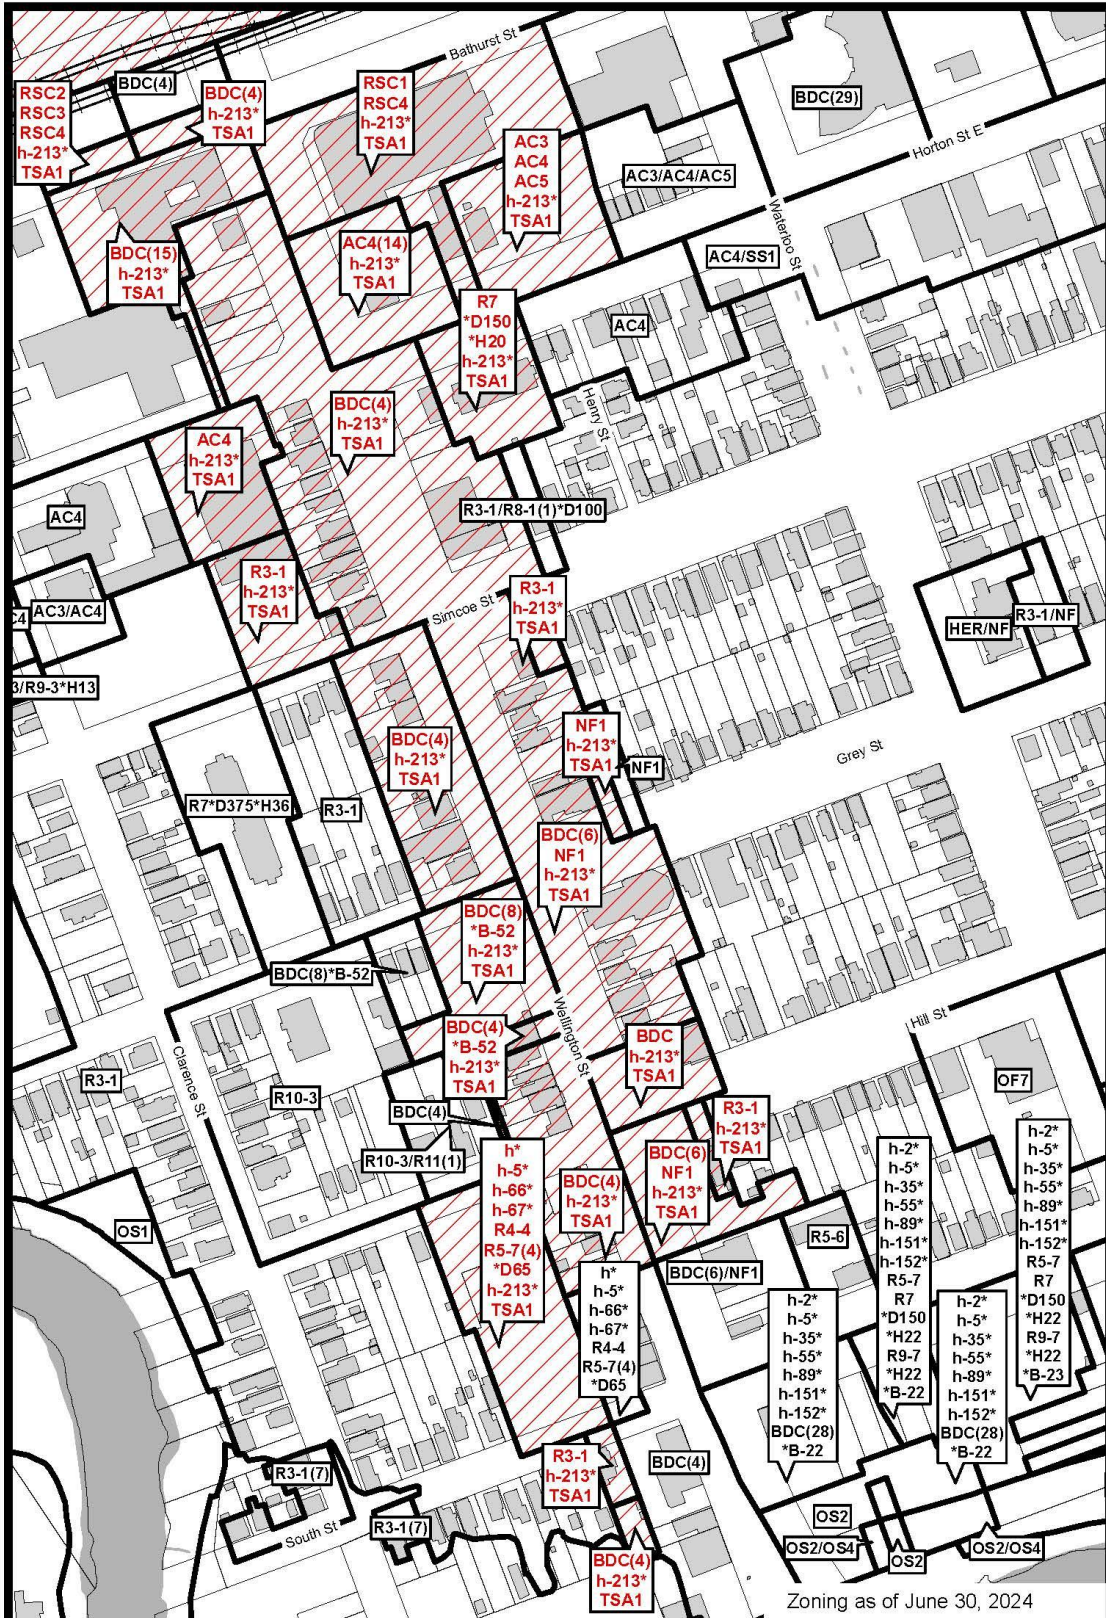 Bathurst St
BDC(4)
RSC2
RSC3
RSC4
h-213*
TSA1
BDC(4)
h-213*
TSA1
RSC1
RSC4
h-213*
TSA1
BDC(29)
Horton St E
AC3
AC4
AC5
h-213*
TSA1
AC3/AC4/AC5
Waterloo St
BDC(15)
h-213*
TSA1
AC4(14)
h-213*
TSA1
AC4/SS1
R7
*D150
*H20
h-213*
TSA1
AC4
Henry St
BDC(4)
h-213*
TSA1
AC4
h-213*
TSA1
AC4
R3-1/R8-1(1)*D100
R3-1
h-213*
TSA1
Simcoe St
R3-1
h-213*
TSA1
C4
AC3/AC4
HER/NF
R3-1/NF
3/R9-3*H13
BDC(4)
h-213*
TSA1
NF1
h-213*
TSA1
NF1
Grey St
R7*D375*H36
R3-1
BDC(6)
NF1
h-213*
TSA1
BDC(8)
*B-52
h-213*
TSA1
BDC(8)*B-52
Wellington St
Hill St
BDC(4)
*B-52
h-213*
TSA1
BDC
h-213*
TSA1
Clarence St
R3-1
R10-3
OF7
BDC(4)
R10-3/R11(1)
R3-1
h-213*
TSA1
h*
h-5*
h-66*
h-67*
R4-4
R5-7(4)
*D65
h-213*
TSA1
BDC(4)
h-213*
TSA1
BDC(6)
NF1
h-213*
TSA1
h-2*
h-5*
h-35*
h-55*
h-89*
h-151*
h-152*
R5-7
R7
*D150
*H22
R9-7
*H22
*B-22
h-2*
h-5*
h-35*
h-55*
h-89*
h-151*
h-152*
R5-7
R7
*D150
*H22
R9-7
*H22
*B-23
OS1
R5-6
BDC(6)/NF1
h*
h-5*
h-66*
h-67*
R4-4
R5-7(4)
*D65
h-2*
h-5*
h-35*
h-55*
h-89*
h-151*
h-152*
BDC(28)
*B-22
h-2*
h-5*
h-35*
h-55*
h-89*
h-151*
h-152*
BDC(28)
*B-22
R3-1
h-213*
TSA1
BDC(4)
R3-1(7)
South St
R3-1(7)
OS2
OS2/OS4
OS2
OS2/OS4
BDC(4)
h-213*
TSA1
Zoning as of June 30, 2024